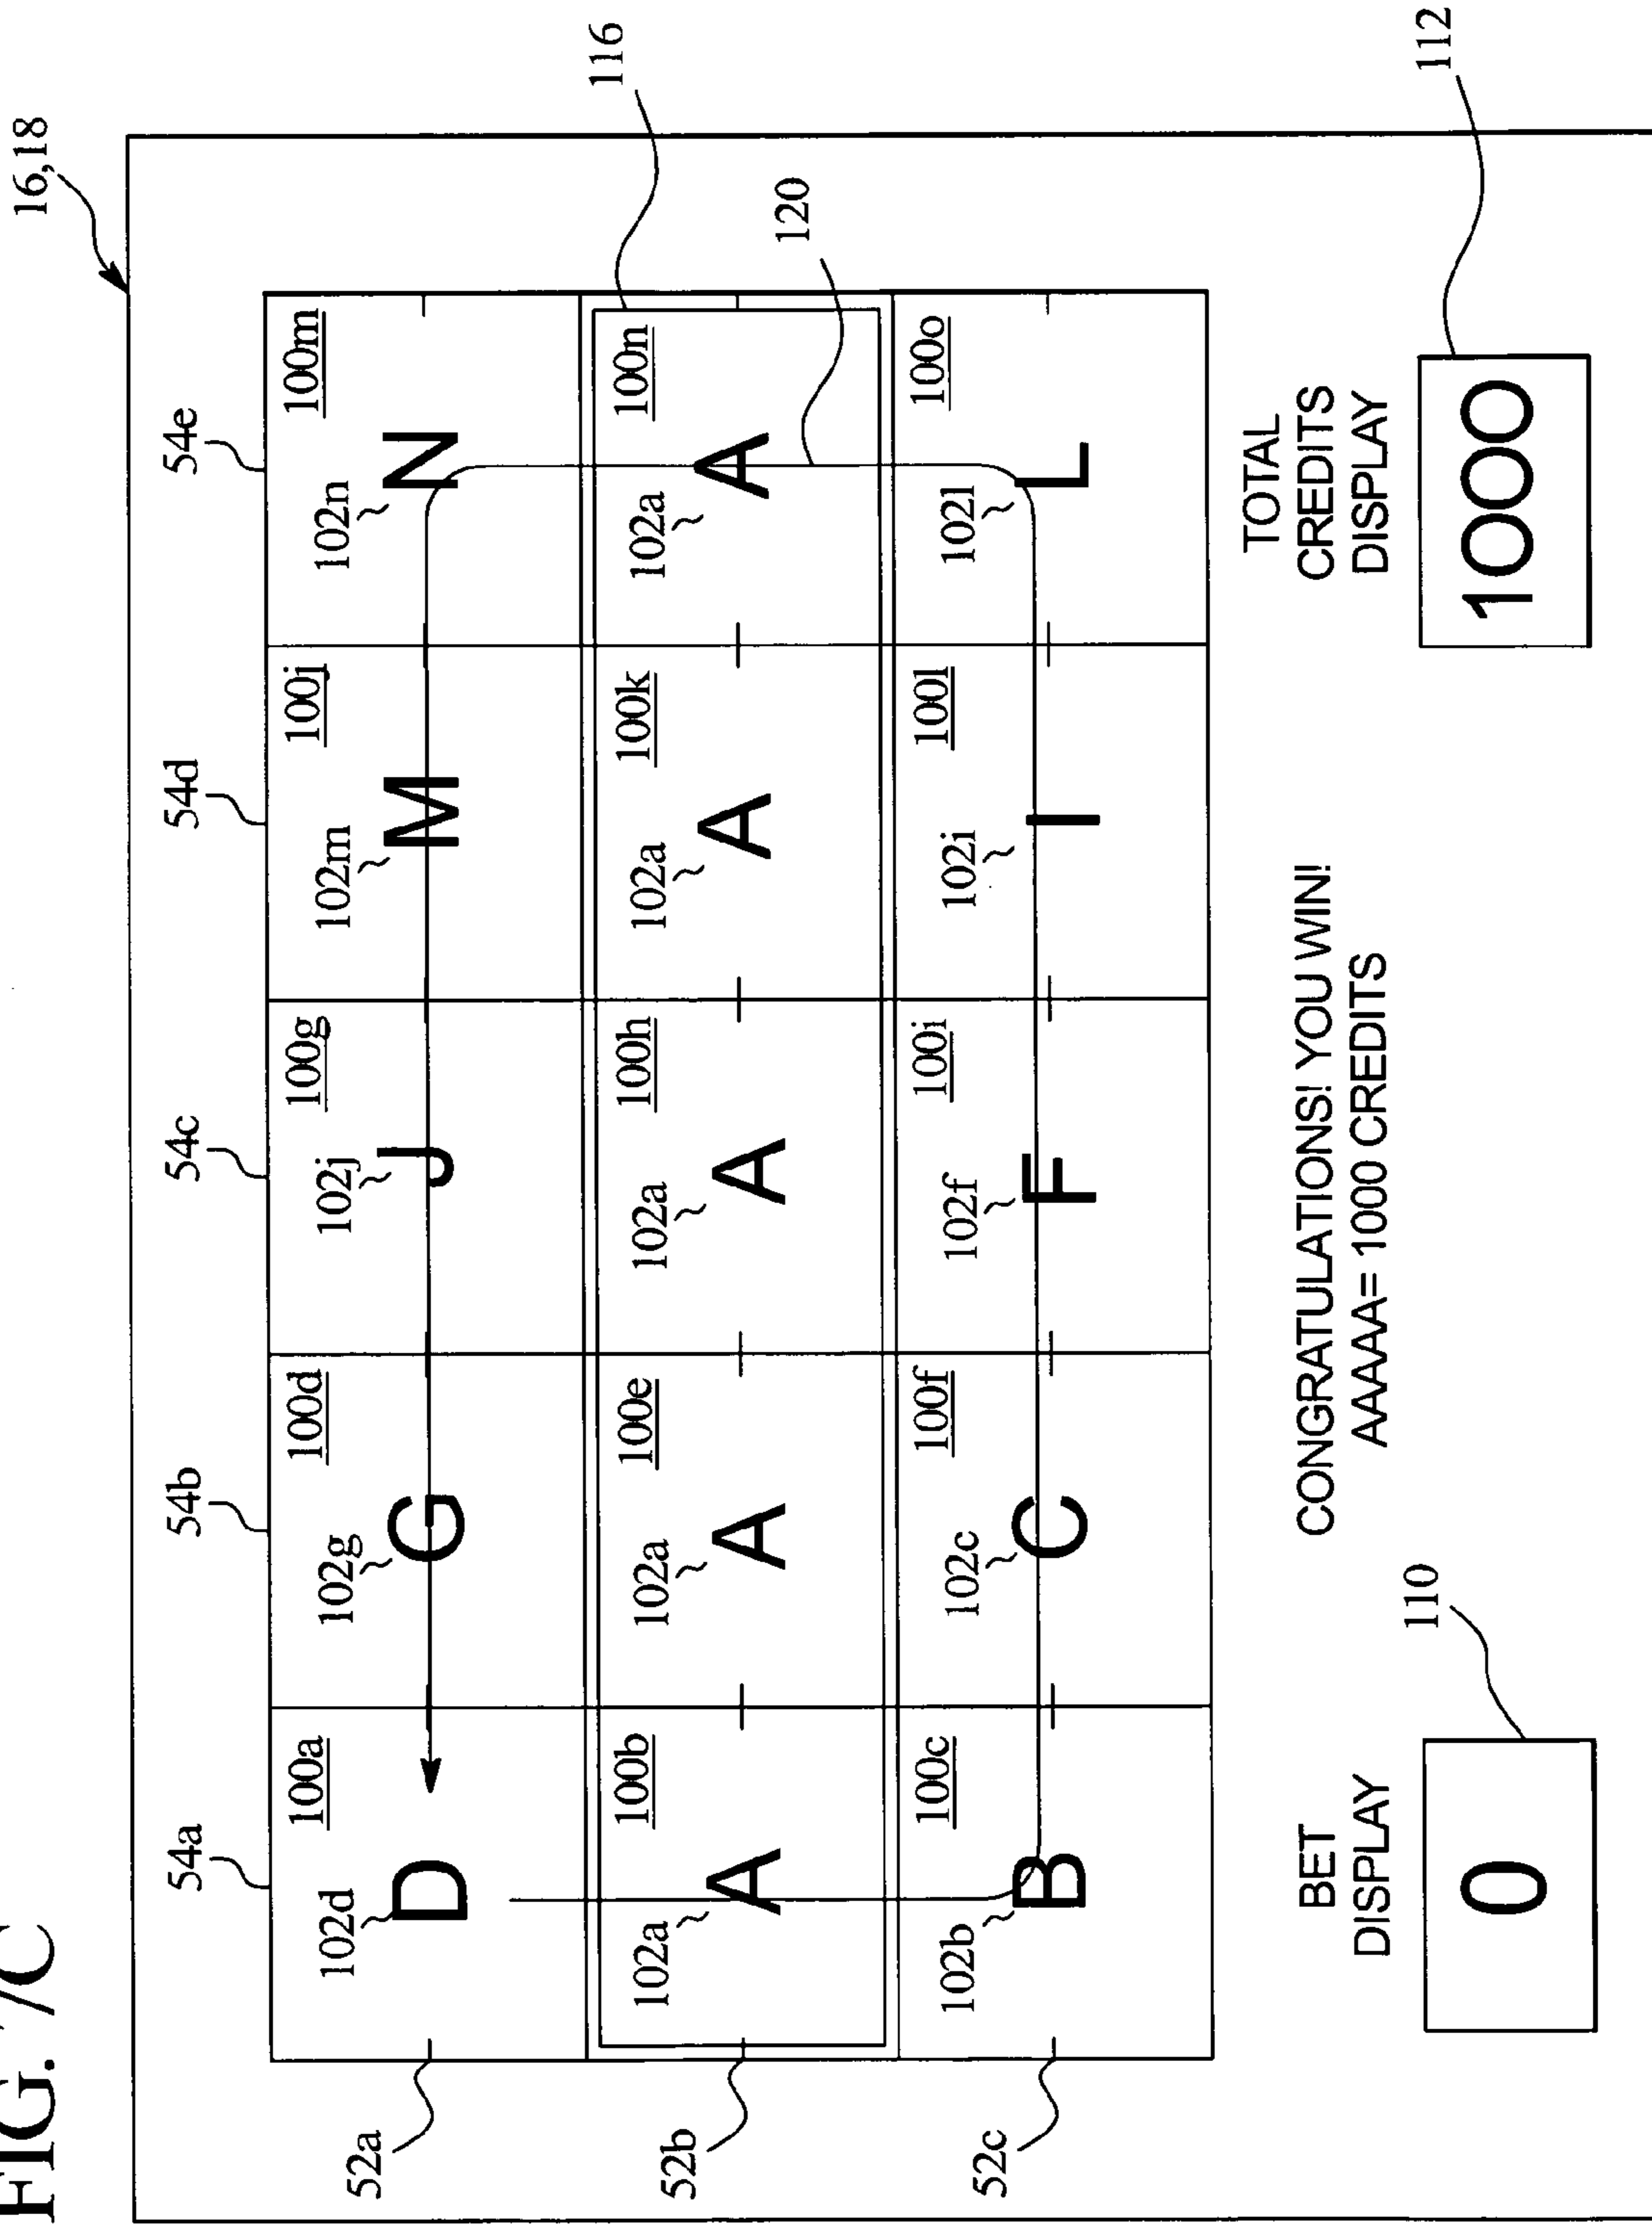 FIG. 7C
16,18
54a 54b 54c 54d 54e
116
120
52a
100a 100d 100g 100j 100m
102d 102g 102j 102m 102n
D G J M N
52b
100b 100e 100h 100k 100n
102a 102a 102a 102a 102a
A A A A A
52c
100c 100f 100i 100l 100o
102b 102c 102f 102i 102l
B C F I L
BET
DISPLAY
0
110
CONGRATULATIONS! YOU WIN!
AAAAA= 1000 CREDITS
TOTAL
CREDITS
DISPLAY
1000
112